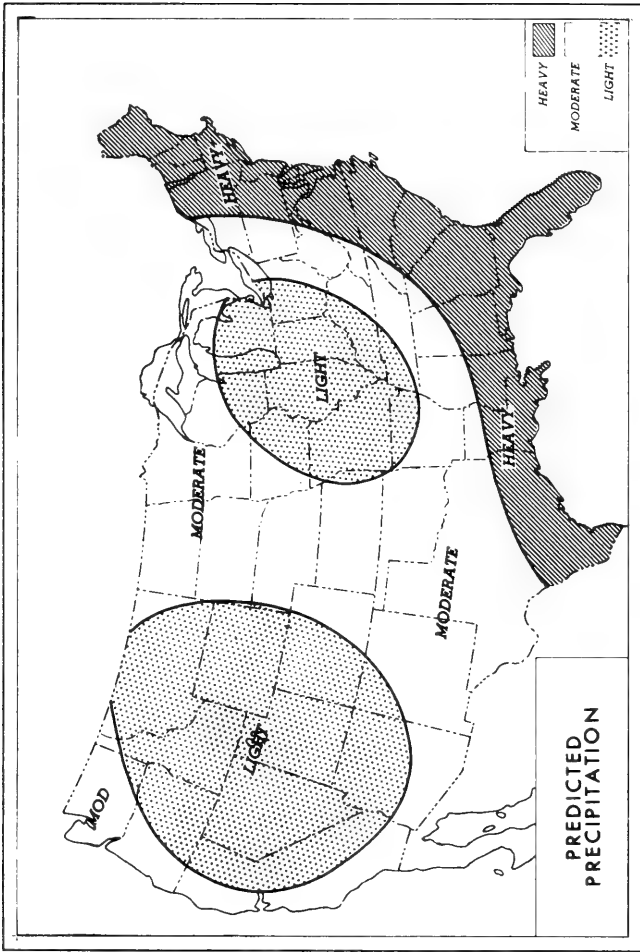 HEAVY
MODERATE
LIGHT
HEAVY
LIGHT
MODERATE
HEAVY
MODERATE
LIGHT
MOD
PREDICTED
PRECIPITATION